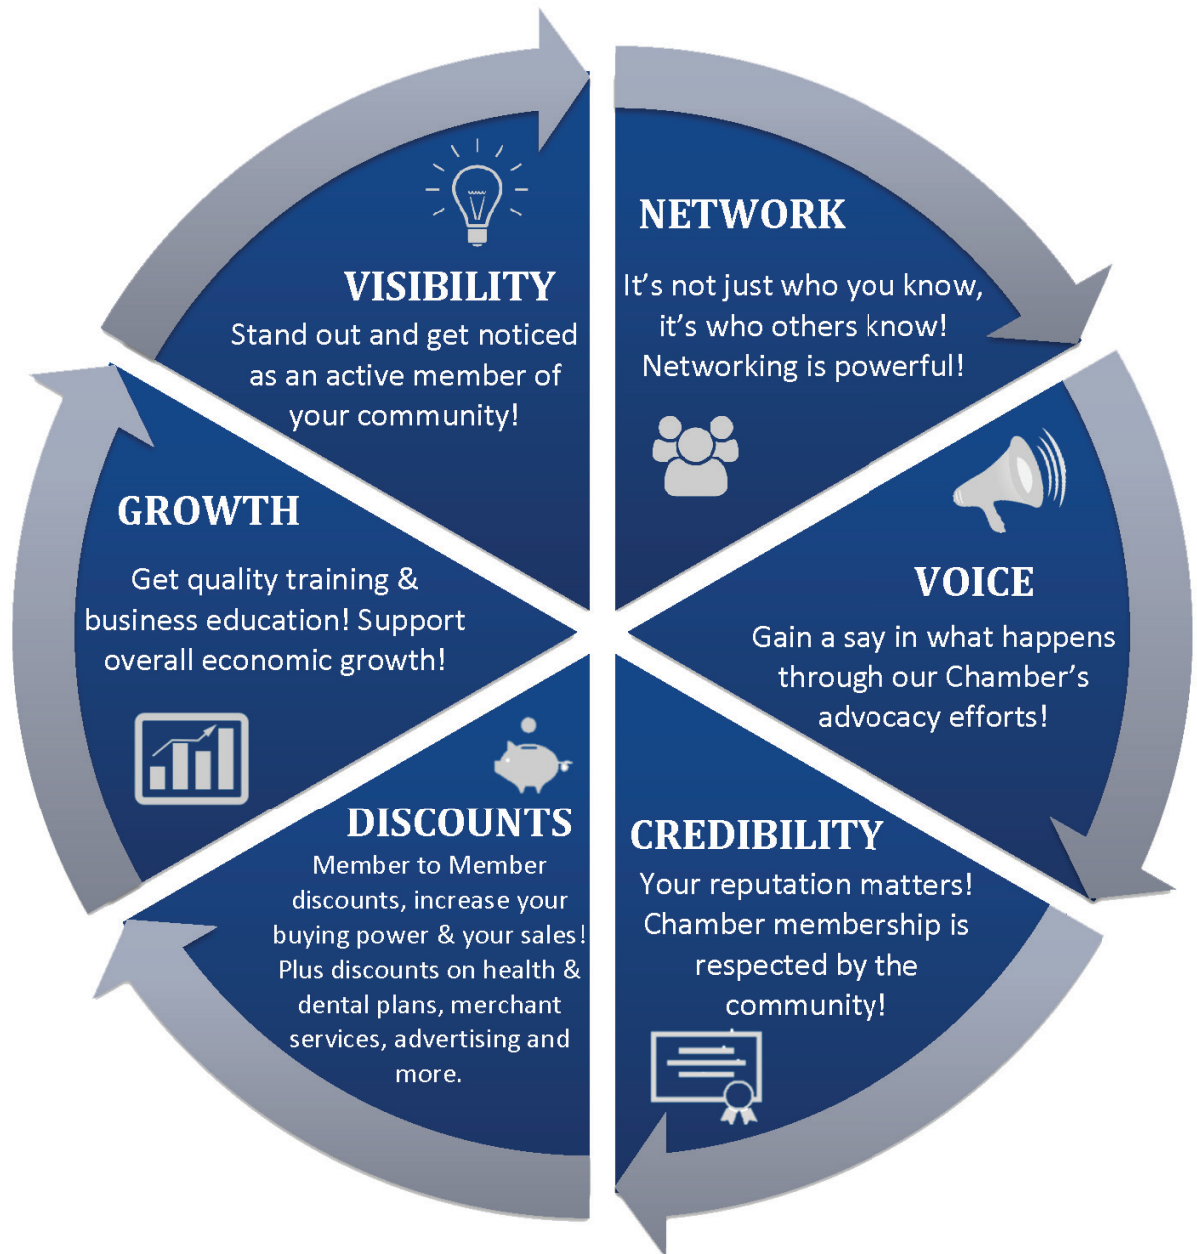 VISIBILITY
Stand out and get noticed
as an active member of
your community!
NETWORK
It’s not just who you know,
it’s who others know!
Networking is powerful!
VOICE
Gain a say in what happens
through our Chamber’s
advocacy efforts!
CREDIBILITY
Your reputation matters!
Chamber membership is
respected by the
community!
DISCOUNTS
Member to Member
discounts, increase your
buying power & your sales!
Plus discounts on health &
dental plans, merchant
services, advertising and
more.
GROWTH
Get quality training &
business education! Support
overall economic growth!